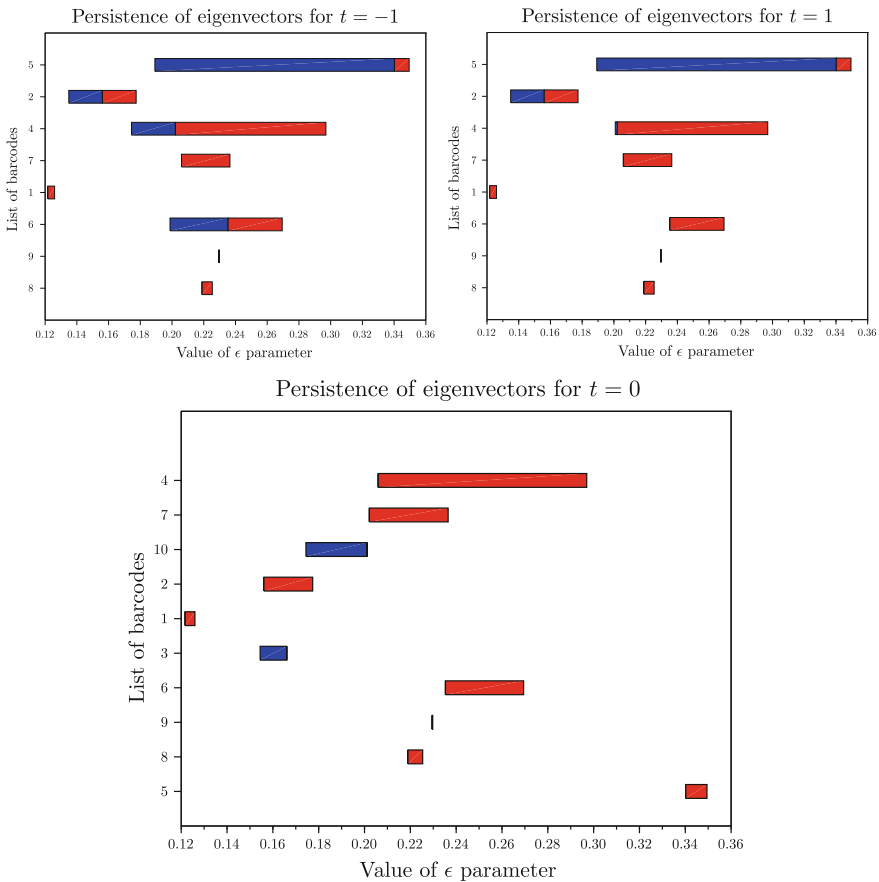 Persistence of eigenvectors for t = −1
List of barcodes
5
2
4
7
1
6
9
8
0.12 0.14 0.16 0.18 0.20 0.22 0.24 0.26 0.28 0.30 0.32 0.34 0.36
Value of ϵ parameter
Persistence of eigenvectors for t = 1
List of barcodes
5
2
4
7
1
6
9
8
0.12 0.14 0.16 0.18 0.20 0.22 0.24 0.26 0.28 0.30 0.32 0.34 0.36
Value of ϵ parameter
Persistence of eigenvectors for t = 0
List of barcodes
4
7
10
2
1
3
6
9
8
5
0.12 0.14 0.16 0.18 0.20 0.22 0.24 0.26 0.28 0.30 0.32 0.34 0.36
Value of ϵ parameter